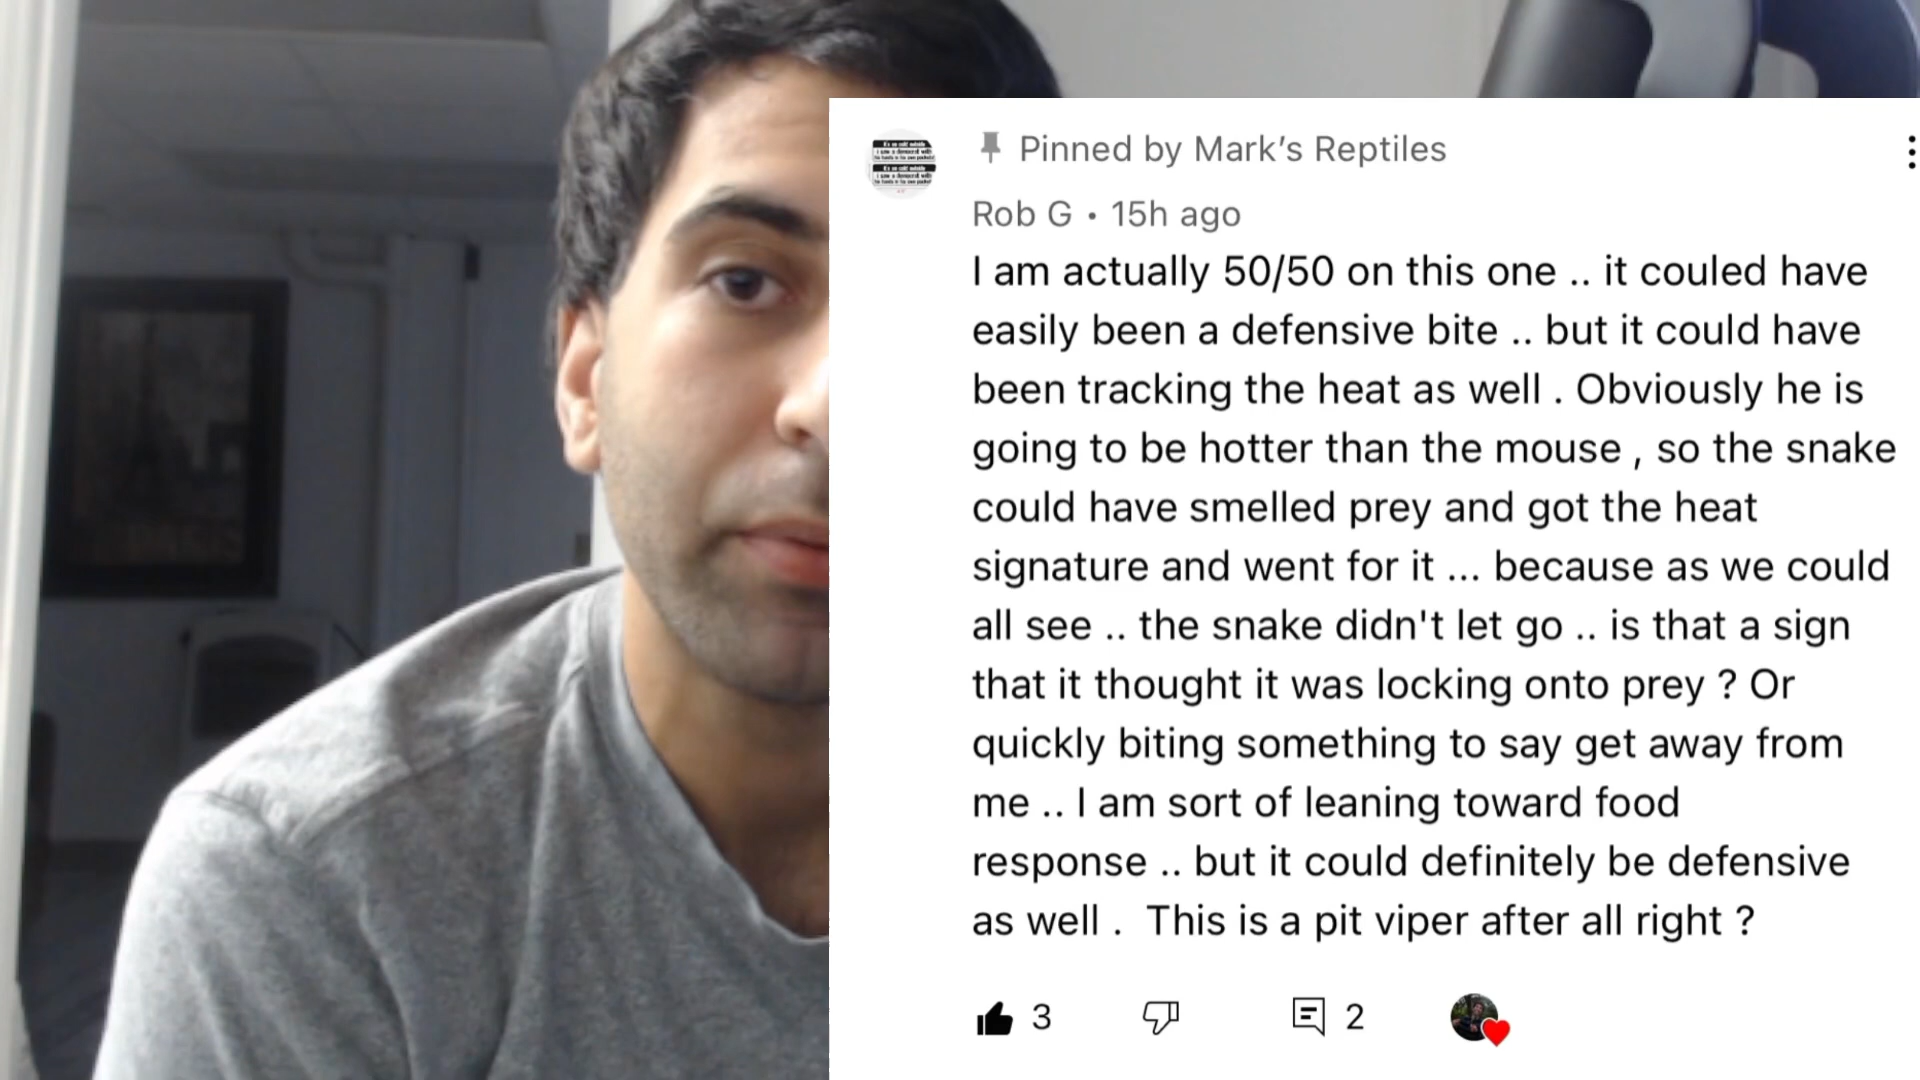 Pinned by Mark's Reptiles
Rob G • 15h ago
I am actually 50/50 on this one .. it couled have
easily been a defensive bite .. but it could have
been tracking the heat as well . Obviously he is
going to be hotter than the mouse , so the snake
could have smelled prey and got the heat
signature and went for it ... because as we could
all see .. the snake didn't let go .. is that a sign
that it thought it was locking onto prey ? Or
quickly biting something to say get away from
me .. I am sort of leaning toward food
response .. but it could definitely be defensive
as well .  This is a pit viper after all right ?
3
2